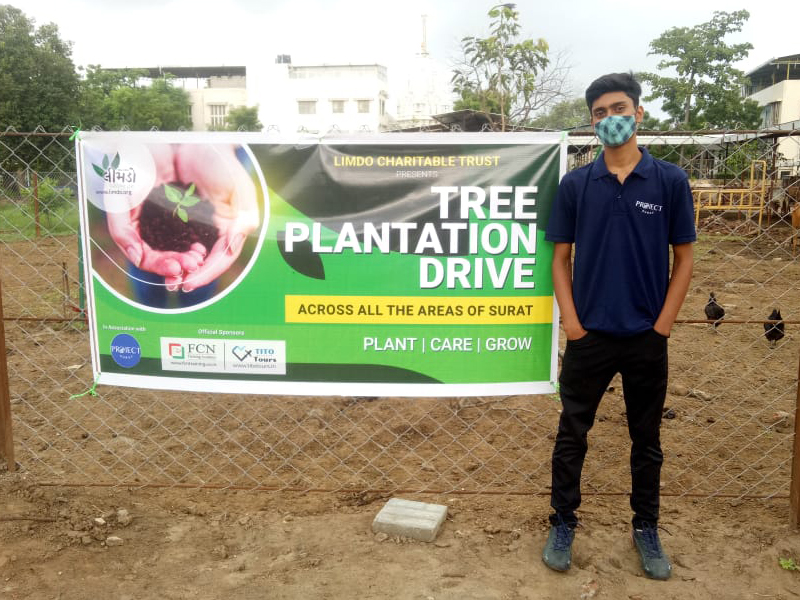 લીમડો
www.limdo.org
LIMDO CHARITABLE TRUST
PRESENTS
TREE
PLANTATION
DRIVE
ACROSS ALL THE AREAS OF SURAT
PLANT | CARE | GROW
In Association with
PROJECT
Official Sponsors
FCN
TITO
Tours
PROJECT